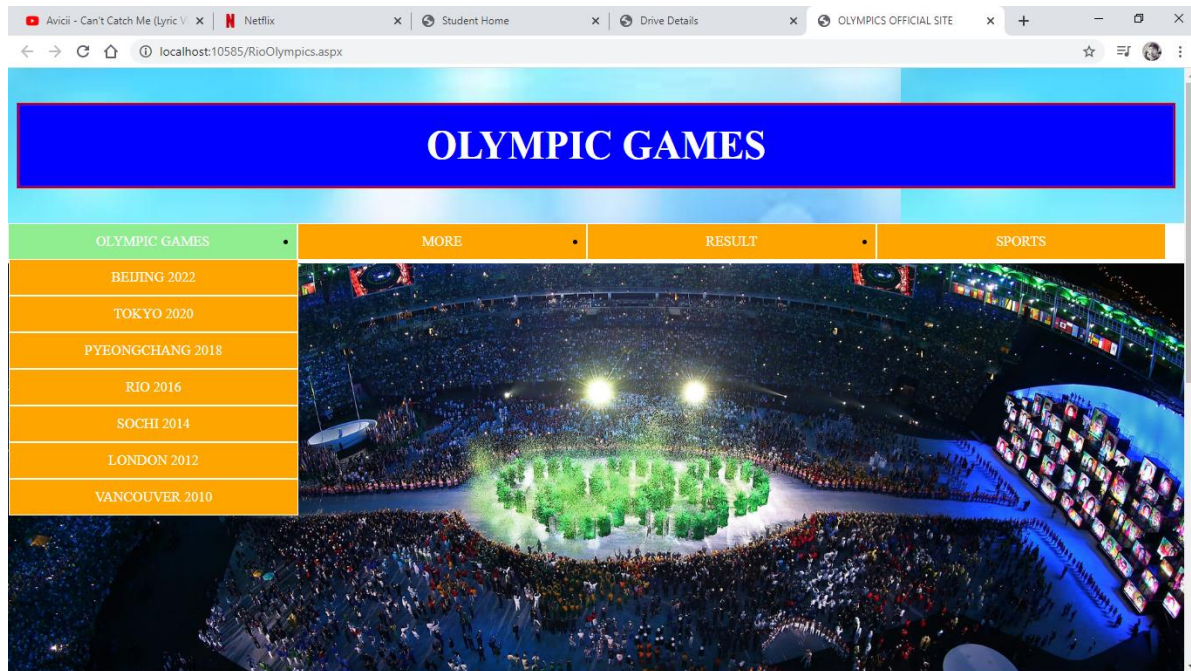 Avicii - Can't Catch Me (Lyric V
Netflix
Student Home
Drive Details
OLYMPICS OFFICIAL SITE
localhost:10585/RioOlympics.aspx
OLYMPIC GAMES
OLYMPIC GAMES
MORE
RESULT
SPORTS
BEIJING 2022
TOKYO 2020
PYEONGCHANG 2018
RIO 2016
SOCHI 2014
LONDON 2012
VANCOUVER 2010